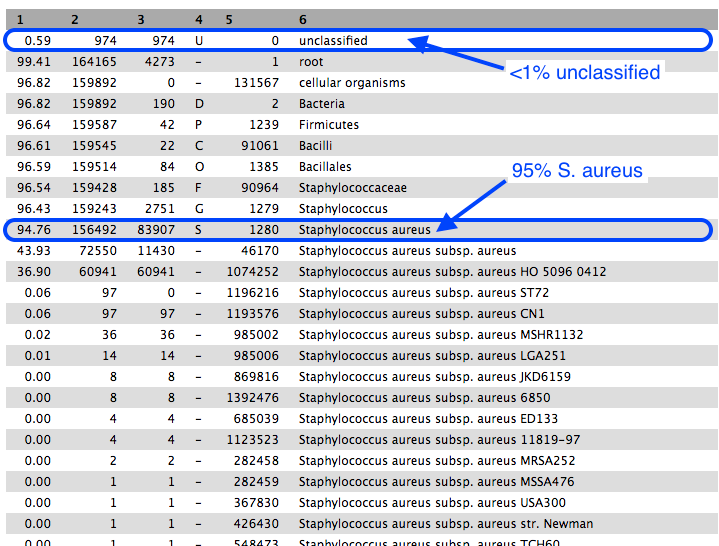 1 2 3 4 5 6
0.59 974 974 U 0 unclassified
99.41 164165 4273 - 1 root
<1% unclassified
96.82 159892 0 - 131567 cellular organisms
96.82 159892 190 D 2 Bacteria
96.64 159587 42 P 1239 Firmicutes
96.61 159545 22 C 91061 Bacilli
96.59 159514 84 O 1385 Bacillales
95% S. aureus
96.54 159428 185 F 90964 Staphylococcaceae
96.43 159243 2751 G 1279 Staphylococcus
94.76 156492 83907 S 1280 Staphylococcus aureus
43.93 72550 11430 - 46170 Staphylococcus aureus subsp. aureus
36.90 60941 60941 - 1074252 Staphylococcus aureus subsp. aureus HO 5096 0412
0.06 97 0 - 1196216 Staphylococcus aureus subsp. aureus ST72
0.06 97 97 - 1193576 Staphylococcus aureus subsp. aureus CN1
0.02 36 36 - 985002 Staphylococcus aureus subsp. aureus MSHR1132
0.01 14 14 - 985006 Staphylococcus aureus subsp. aureus LGA251
0.00 8 8 - 869816 Staphylococcus aureus subsp. aureus JKD6159
0.00 8 8 - 1392476 Staphylococcus aureus subsp. aureus 6850
0.00 4 4 - 685039 Staphylococcus aureus subsp. aureus ED133
0.00 4 4 - 1123523 Staphylococcus aureus subsp. aureus 11819-97
0.00 2 2 - 282458 Staphylococcus aureus subsp. aureus MRSA252
0.00 1 1 - 282459 Staphylococcus aureus subsp. aureus MSSA476
0.00 1 1 - 367830 Staphylococcus aureus subsp. aureus USA300
0.00 1 1 - 426430 Staphylococcus aureus subsp. aureus str. Newman
0.00 1 1 - 548473 Staphylococcus aureus subsp. aureus TCH60